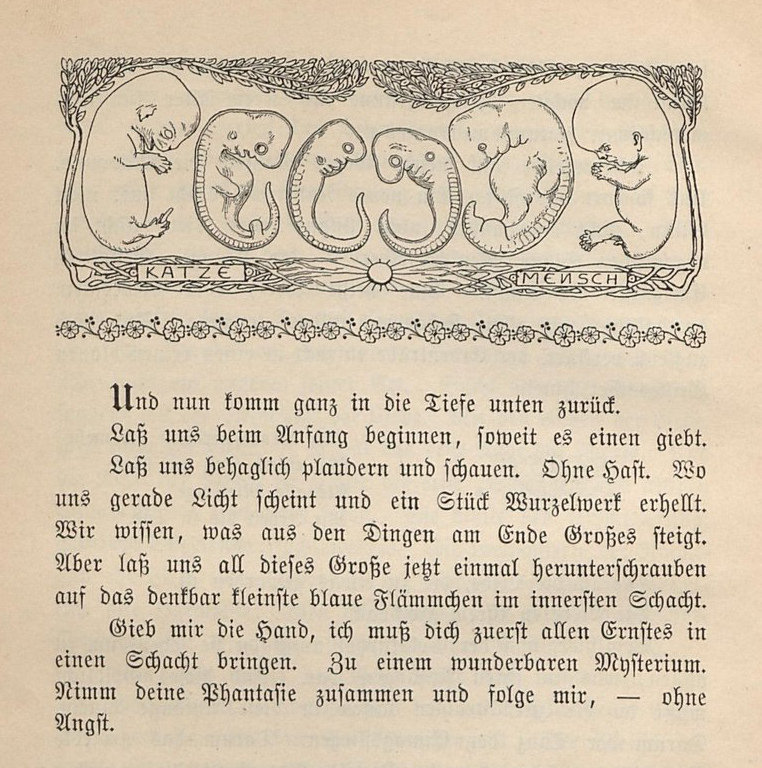 KATZE
MENSCH
Und nun komm ganz in die Tiefe unten zurück.
Laß uns beim Anfang beginnen, soweit es einen giebt.
Laß uns behaglich plaudern und schauen. Ohne Hast. Wo
uns gerade Licht scheint und ein Stück Wurzelwerk erhellt.
Wir wissen, was aus den Dingen am Ende Großes steigt.
Aber laß uns all dieses Große jetzt einmal herunterschrauben
auf das denkbar kleinste blaue Flämmchen im innersten Schacht.
Gieb mir die Hand, ich muß dich zuerst allen Ernstes in
einen Schacht bringen. Zu einem wunderbaren Mysterium.
Nimm deine Phantasie zusammen und folge mir, — ohne
Angst.